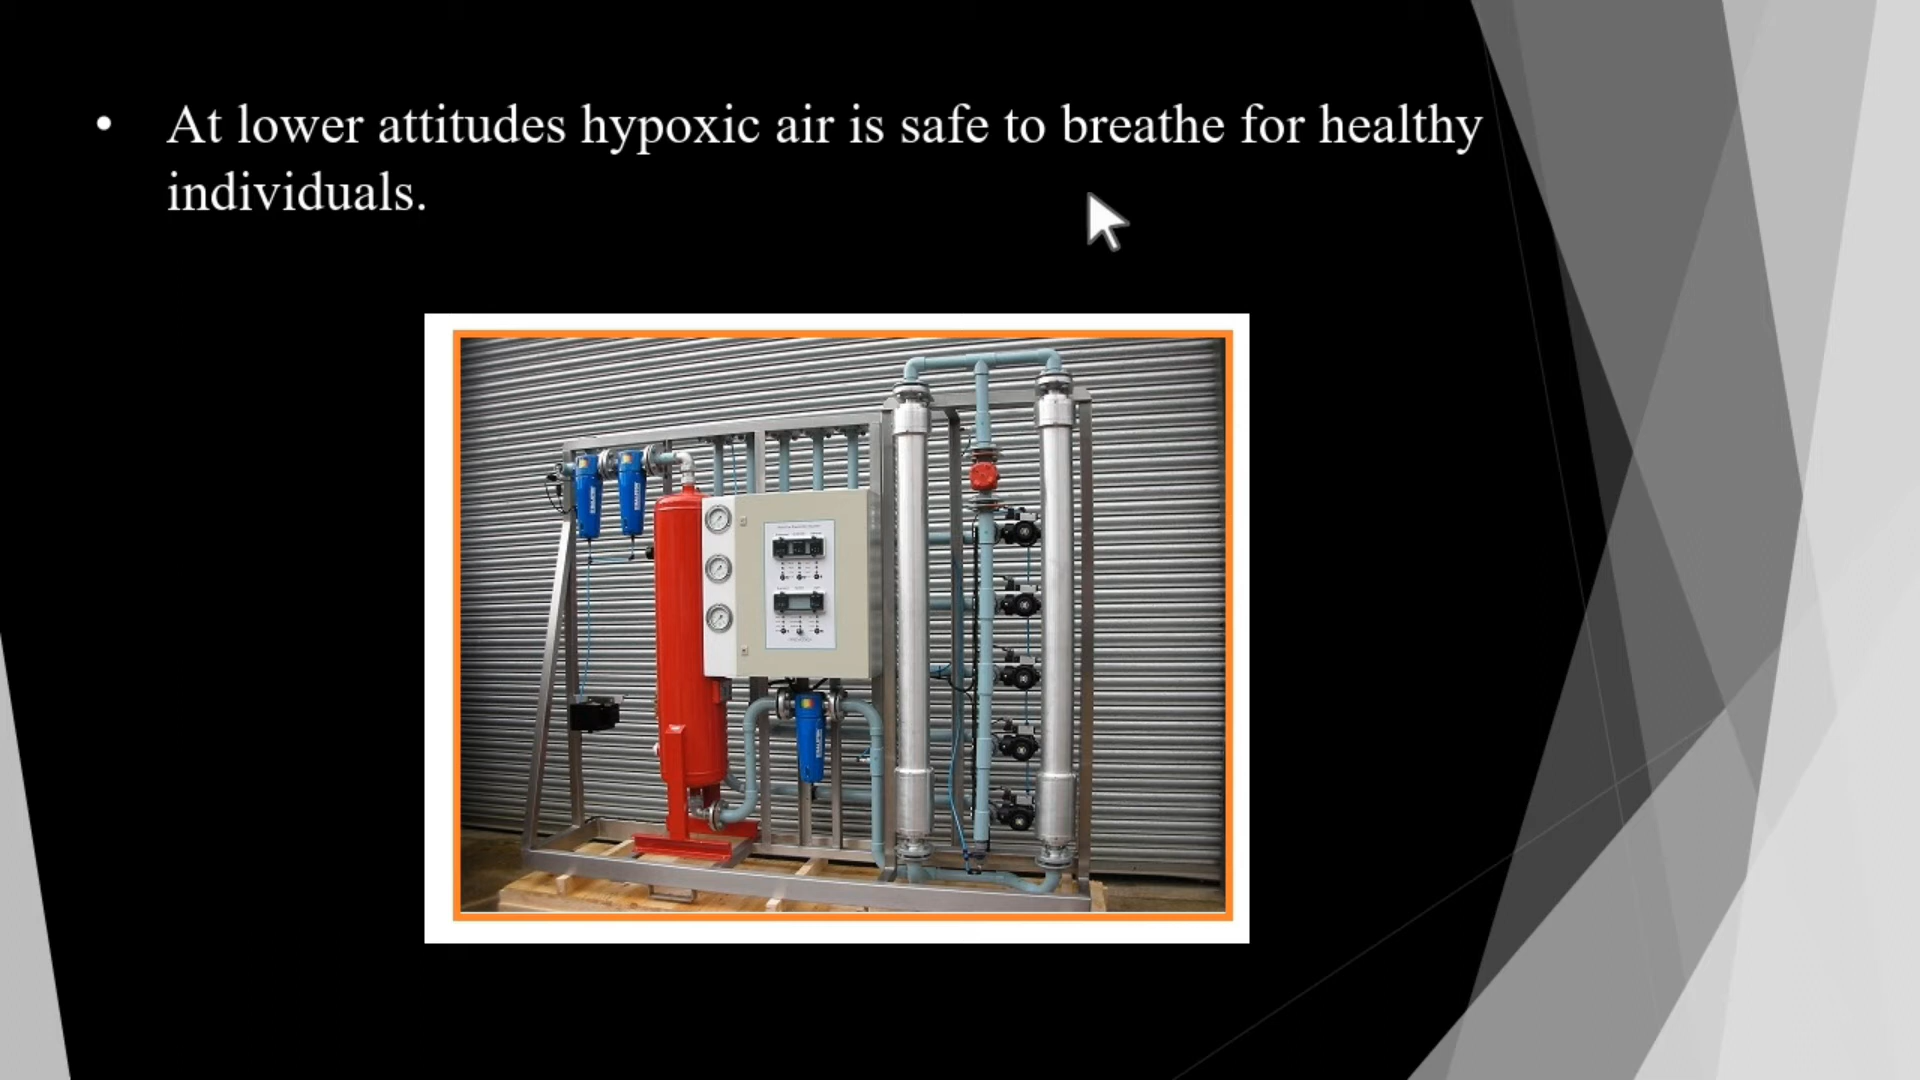 • At lower attitudes hypoxic air is safe to breathe for healthy
individuals.